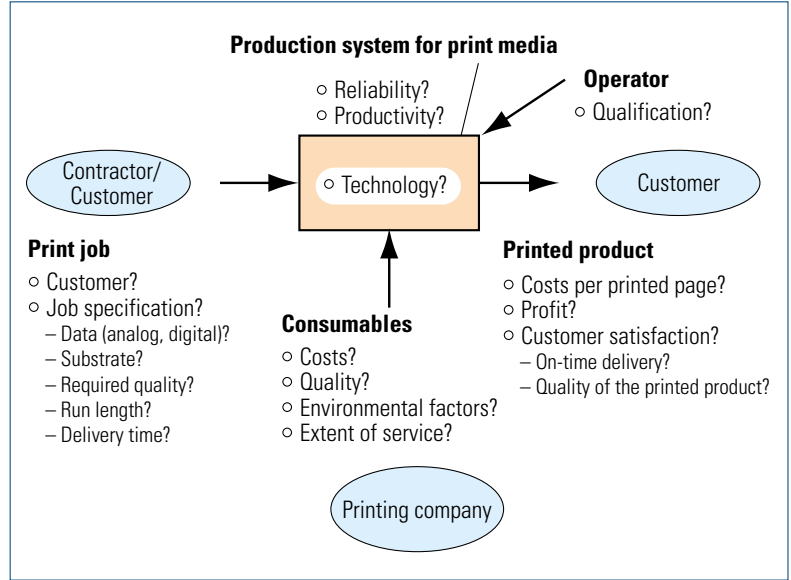 Production system for print media
○ Reliability?
○ Productivity?
Operator
○ Qualification?
Contractor/
Customer
○ Technology?
Customer
Print job
○ Customer?
○ Job specification?
– Data (analog, digital)?
– Substrate?
– Required quality?
– Run length?
– Delivery time?
Consumables
○ Costs?
○ Quality?
○ Environmental factors?
○ Extent of service?
Printed product
○ Costs per printed page?
○ Profit?
○ Customer satisfaction?
– On-time delivery?
– Quality of the printed product?
Printing company